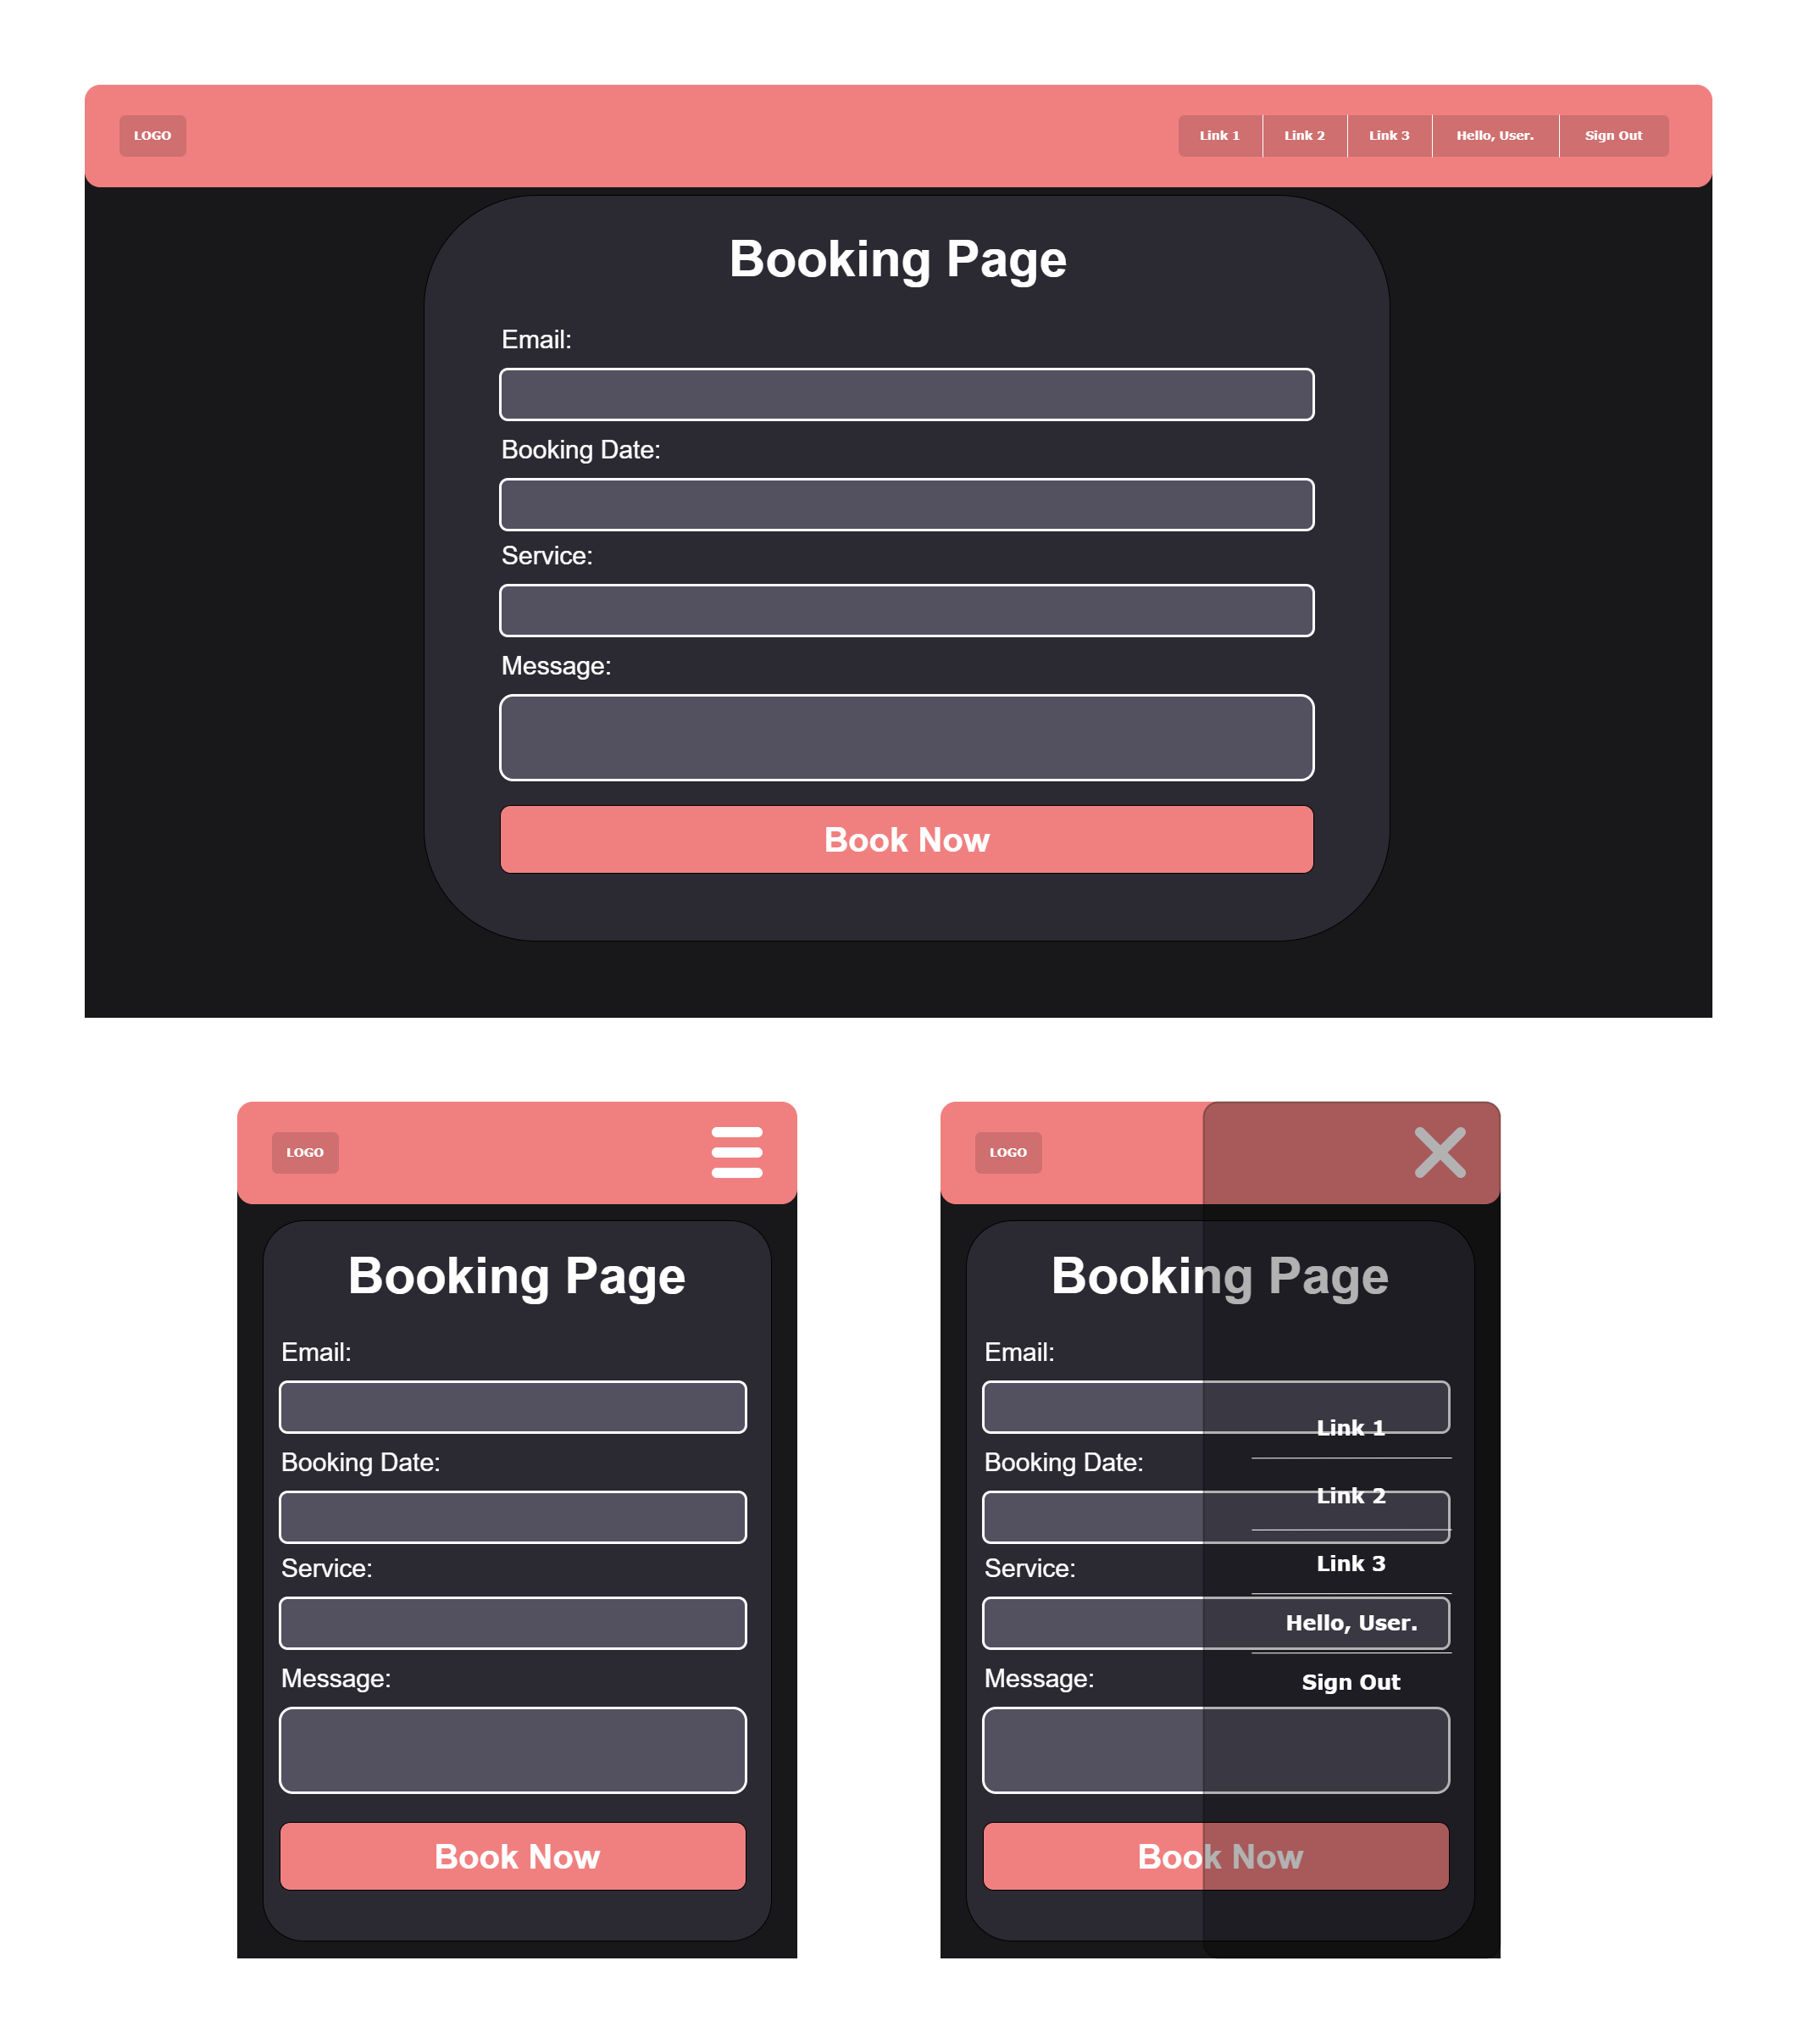 LOGO
Link 1
Link 2
Link 3
Hello, User.
Sign Out
Booking Page
Email:
Booking Date:
Service:
Message:
Book Now
LOGO
Booking Page
Email:
Booking Date:
Service:
Message:
Book Now
LOGO
Booking Page
Email:
Link 1
Booking Date:
Link 2
Link 3
Service:
Hello, User.
Message:
Sign Out
Book Now